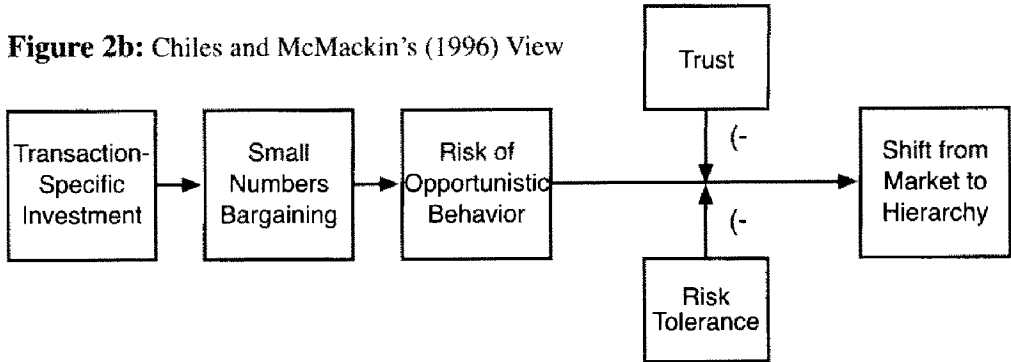 Figure 2b: Chiles and McMackin's (1996) View
Trust
Transaction-
Specific
Investment
Small
Numbers
Bargaining
Risk of
Opportunistic
Behavior
(-
Shift from
Market to
Hierarchy
(-
Risk
Tolerance